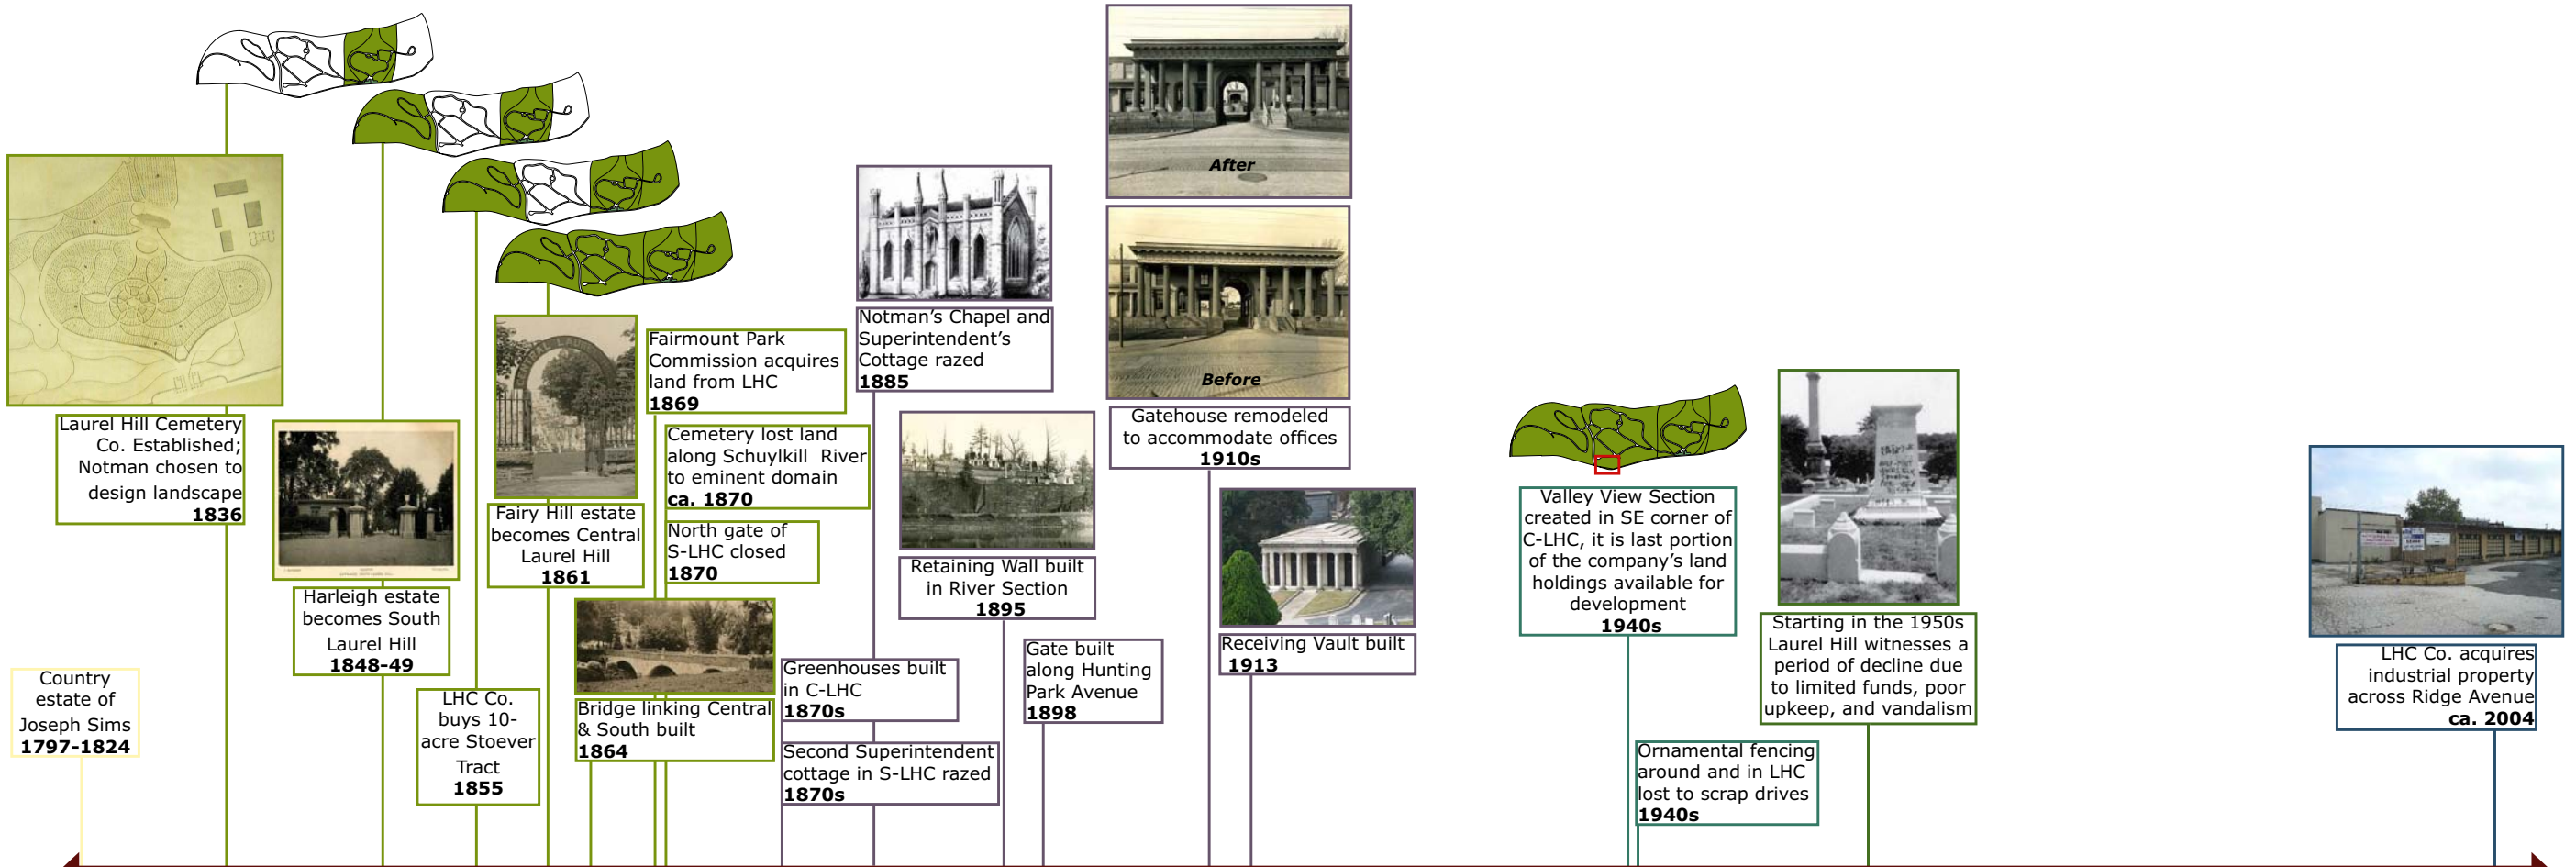 Country
estate of
Joseph Sims
1797-1824
Laurel Hill Cemetery
Co. Established;
Notman chosen to
design landscape
1836
Harleigh estate
becomes South
Laurel Hill
1848-49
LHC Co.
buys 10-
acre Stoever
Tract
1855
Fairy Hill estate
becomes Central
Laurel Hill
1861
Bridge linking Central
& South built
1864
Fairmount Park
Commission acquires
land from LHC
1869
Cemetery lost land
along Schuylkill River
to eminent domain
ca. 1870
North gate of
S-LHC closed
1870
Greenhouses built
in C-LHC
1870s
Second Superintendent
cottage in S-LHC razed
1870s
Notman's Chapel and
Superintendent's
Cottage razed
1885
Retaining Wall built
in River Section
1895
Gate built
along Hunting
Park Avenue
1898
After
Before
Gatehouse remodeled
to accommodate offices
1910s
Receiving Vault built
1913
Valley View Section
created in SE corner of
C-LHC, it is last portion
of the company's land
holdings available for
development
1940s
Ornamental fencing
around and in LHC
lost to scrap drives
1940s
Starting in the 1950s
Laurel Hill witnesses a
period of decline due
to limited funds, poor
upkeep, and vandalism
LHC Co. acquires
industrial property
across Ridge Avenue
ca. 2004